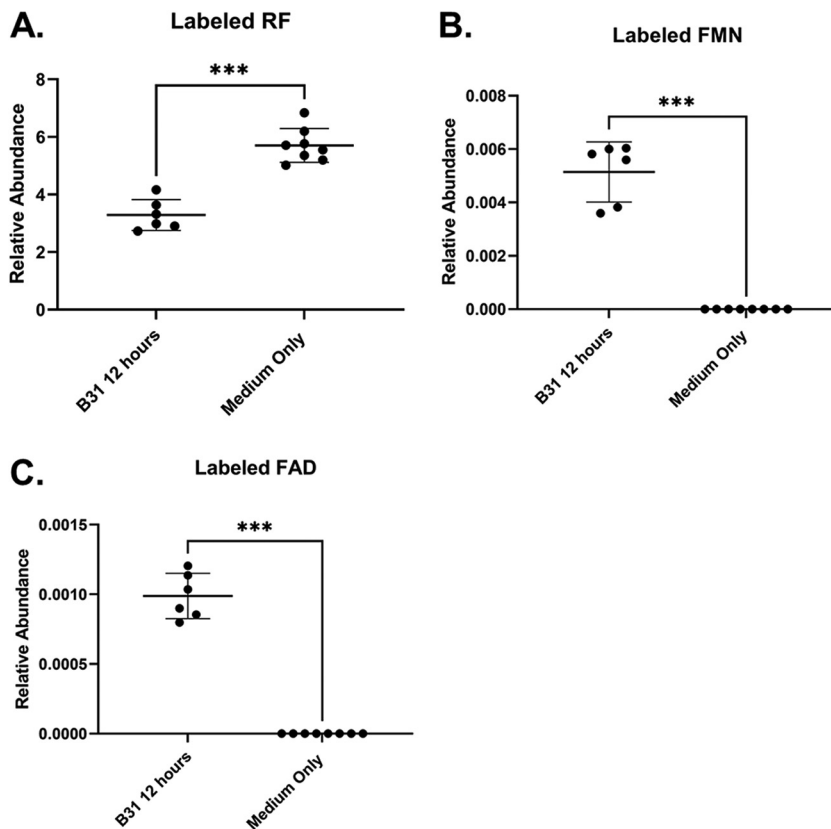 A.
Labeled RF
***
Relative Abundance
8
6
4
2
0
B31 12 hours
Medium Only
B.
Labeled FMN
***
Relative Abundance
0.008
0.006
0.004
0.002
0.000
B31 12 hours
Medium Only
C.
Labeled FAD
***
Relative Abundance
0.0015
0.0010
0.0005
0.0000
B31 12 hours
Medium Only